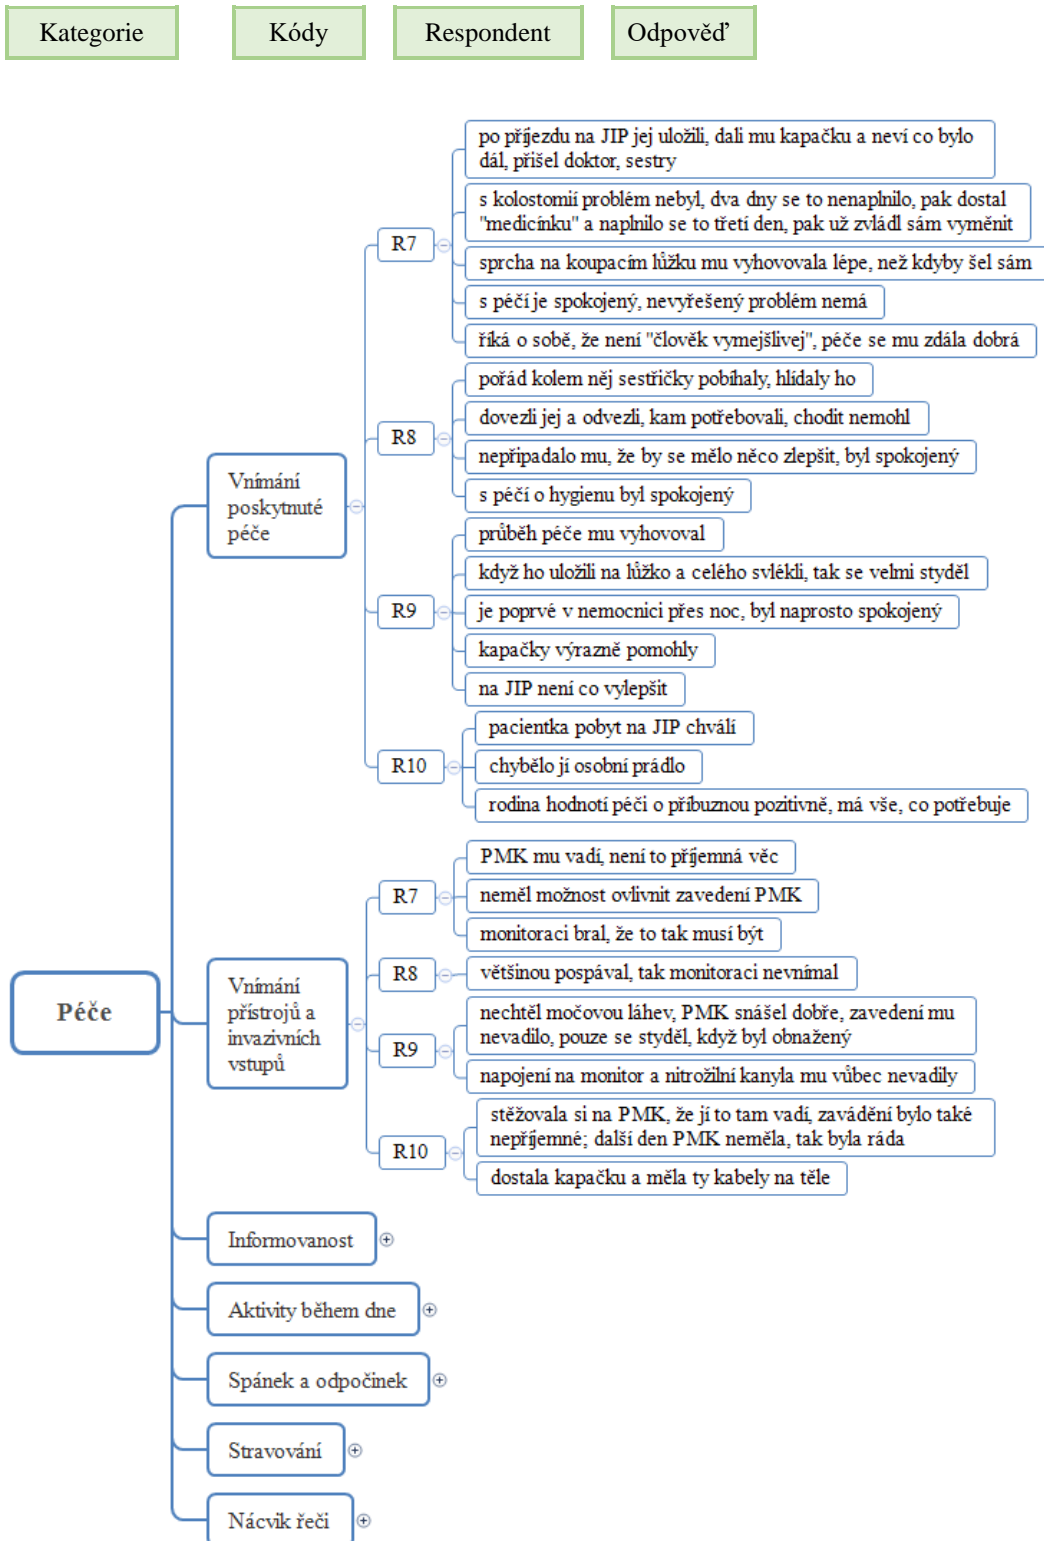 Kategorie
Kódy
Respondent
Odpověď
po příjezdu na JIP jej uložili, dali mu kapačku a neví co bylo
dál, přišel doktor, sestry
s kolostomií problém nebyl, dva dny se to nenaplnilo, pak dostal
"medicínku" a naplnilo se to třetí den, pak už zvládl sám vyměnit
R7
sprcha na koupacím lůžku mu vyhovovala lépe, než kdyby šel sám
s péčí je spokojený, nevyřešený problém nemá
říká o sobě, že není "člověk vymejšlivej", péče se mu zdála dobrá
pořád kolem něj sestřičky pobíhaly, hlídaly ho
dovezli jej a odvezli, kam potřebovali, chodit nemohl
R8
nepřipadalo mu, že by se mělo něco zlepšit, byl spokojený
s péčí o hygienu byl spokojený
Vnímání
poskytnuté
péče
průběh péče mu vyhovoval
když ho uložili na lůžko a celého svlékli, tak se velmi styděl
R9
je poprvé v nemocnici přes noc, byl naprosto spokojený
kapačky výrazně pomohly
na JIP není co vylepšit
pacientka pobyt na JIP chválí
R10
chybělo jí osobní prádlo
rodina hodnotí péči o příbuznou pozitivně, má vše, co potřebuje
PMK mu vadí, není to příjemná věc
R7
neměl možnost ovlivnit zavedení PMK
monitoraci bral, že to tak musí být
R8
většinou pospával, tak monitoraci nevnímal
Péče
Vnímání
přístrojů a
invazivních
vstupů
nechtěl močovou láhev, PMK snášel dobře, zavedení mu
nevadilo, pouze se styděl, když byl obnažený
R9
napojení na monitor a nitrožilní kanyla mu vůbec nevadily
stěžovala si na PMK, že jí to tam vadí, zavádění bylo také
nepříjemné; další den PMK neměla, tak byla ráda
R10
dostala kapačku a měla ty kabely na těle
Informovanost
Aktivity během dne
Spánek a odpočinek
Stravování
Nácvik řeči